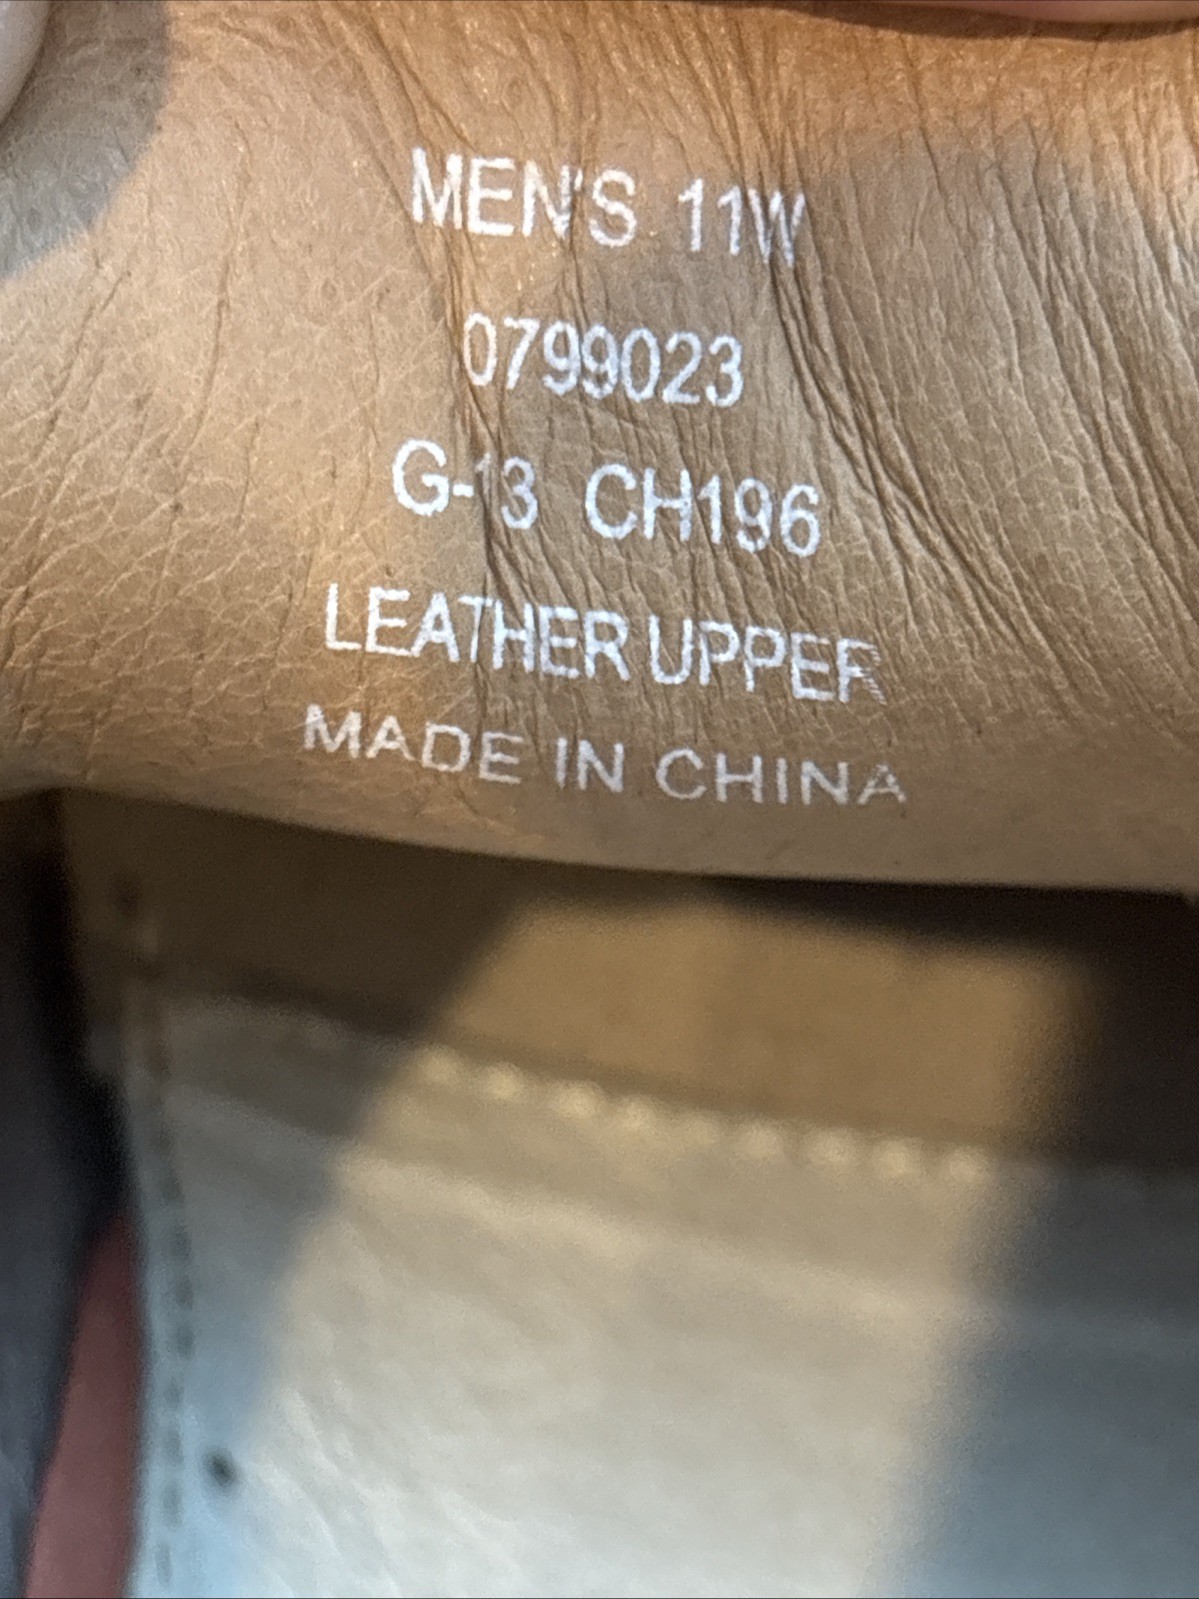 MEN'S 11W
0799023
G-13 CH196
LEATHER UPPER
MADE IN CHINA